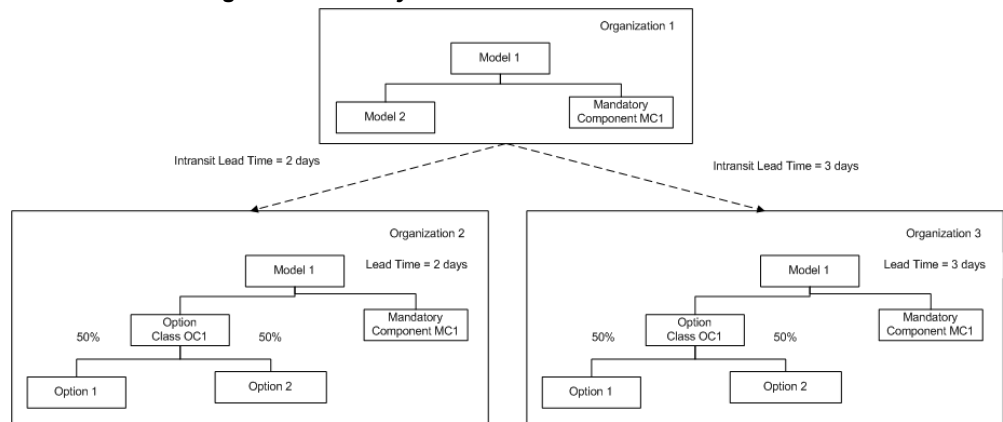 Organization 1
Model 1
Model 2
Mandatory
Component MC1
Intransit Lead Time = 2 days
Intransit Lead Time = 3 days
Organization 2
Model 1
Lead Time = 2 days
Option
Class OC1
50%
50%
Mandatory
Component MC1
Option 1
Option 2
Organization 3
Model 1
Lead Time = 3 days
Option
Class OC1
50%
50%
Mandatory
Component MC1
Option 1
Option 2